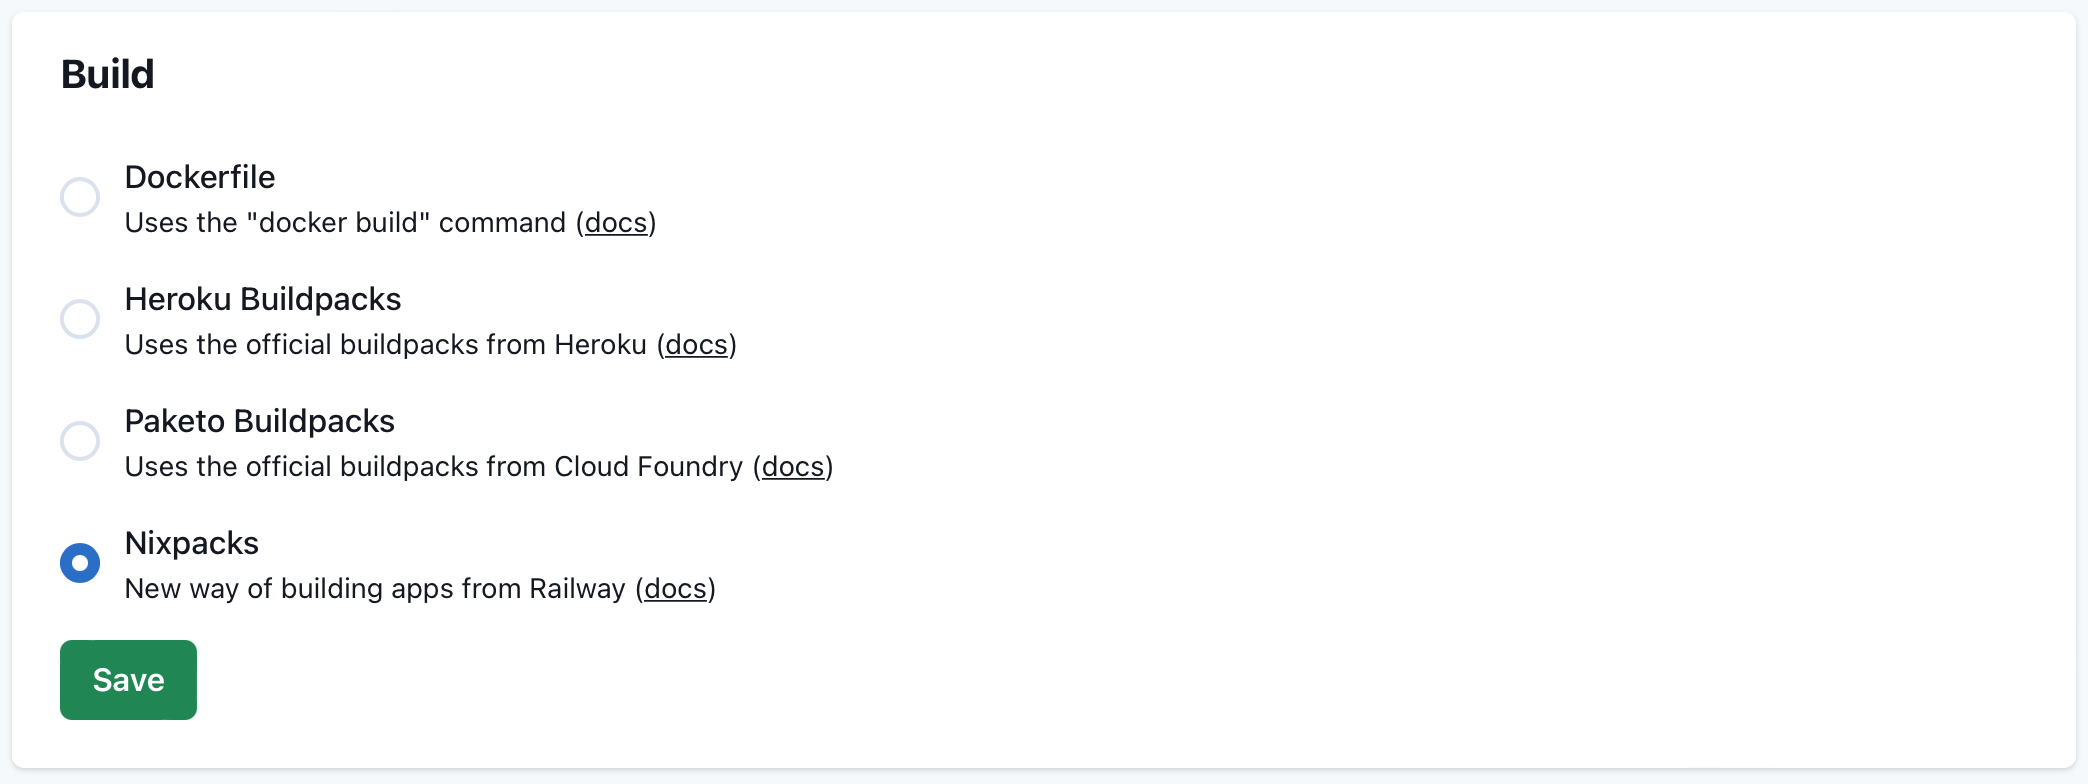 Build
Dockerfile
Uses the "docker build" command (docs)
Heroku Buildpacks
Uses the official buildpacks from Heroku (docs)
Paketo Buildpacks
Uses the official buildpacks from Cloud Foundry (docs)
Nixpacks
New way of building apps from Railway (docs)
Save